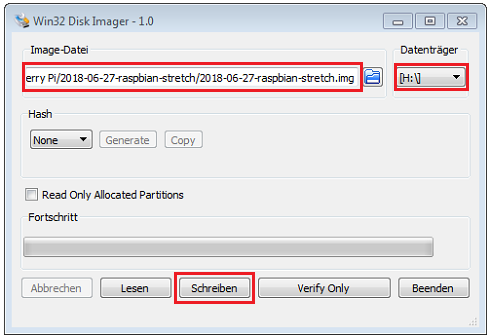 Win32 Disk Imager - 1.0
Image-Datei
Datenträger
erry Pi/2018-06-27-raspbian-stretch/2018-06-27-raspbian-stretch.img
[H:\]
Hash
None
Generate
Copy
Read Only Allocated Partitions
Fortschritt
Abbrechen
Lesen
Schreiben
Verify Only
Beenden